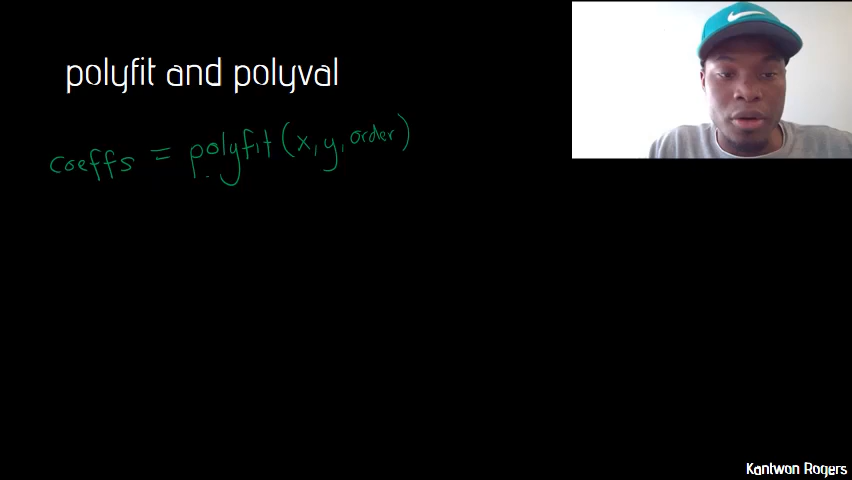 polyfit and polyval
coeffs = polyfit(x, y, order)
Kantwon Rogers